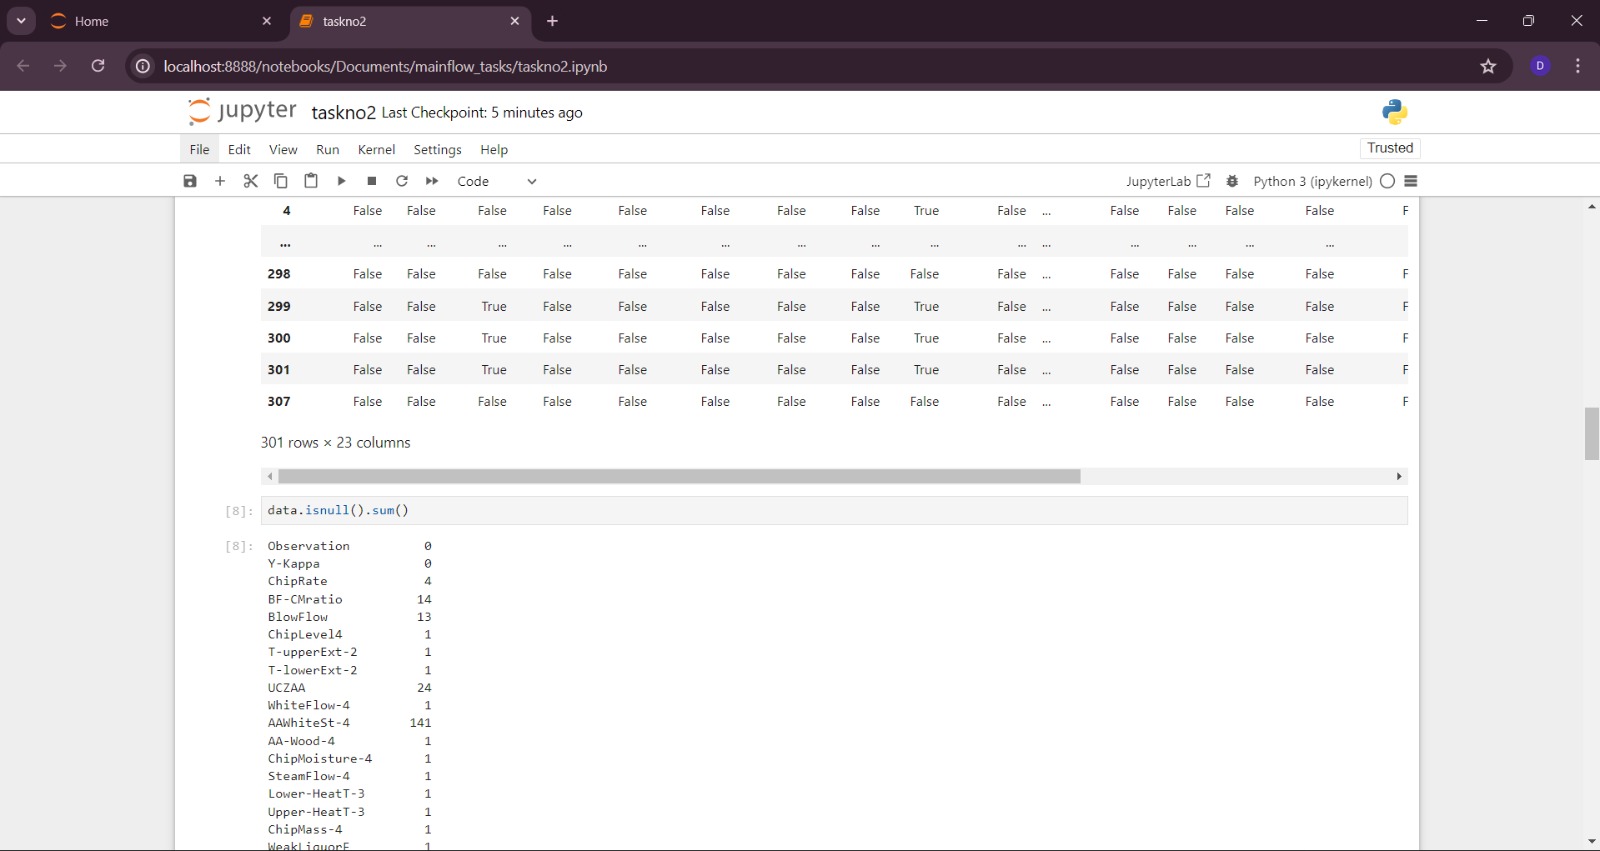 Home
taskno2
localhost:8888/notebooks/Documents/mainflow_tasks/taskno2.ipynb
D
jupyter taskno2 Last Checkpoint: 5 minutes ago
File Edit View Run Kernel Settings Help
Trusted
Code
JupyterLab Python 3 (ipykernel)
4 False False False False False False False False True False ... False False False False F
... ... ... ... ... ... ... ... ... ... ... ... ... ... ... ...
298 False False False False False False False False False False ... False False False False F
299 False False True False False False False False True False ... False False False False F
300 False False True False False False False False True False ... False False False False F
301 False False True False False False False False True False ... False False False False F
307 False False False False False False False False False False ... False False False False F
301 rows × 23 columns
[8]: data.isnull().sum()
[8]: Observation 0
Y-Kappa 0
ChipRate 4
BF-CMratio 14
BlowFlow 13
ChipLevel4 1
T-upperExt-2 1
T-lowerExt-2 1
UCZAA 24
WhiteFlow-4 1
AAWhiteSt-4 141
AA-Wood-4 1
ChipMoisture-4 1
SteamFlow-4 1
Lower-HeatT-3 1
Upper-HeatT-3 1
ChipMass-4 1
WeakLiquorF 1